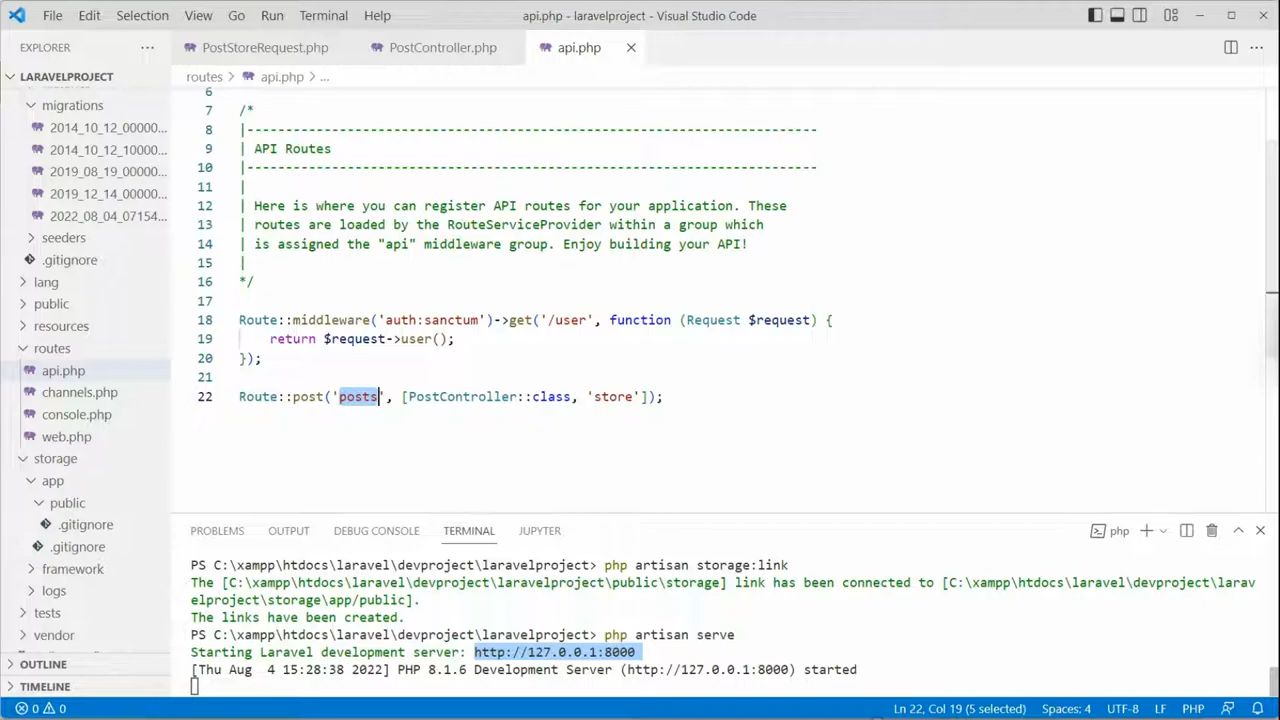 File Edit Selection View Go Run Terminal Help api.php - laravelproject - Visual Studio Code
EXPLORER
PostStoreRequest.php PostController.php api.php
LARAVELPROJECT
routes > api.php > ...
migrations
2014_10_12_00000...
2014_10_12_10000...
2019_08_19_00000...
2019_12_14_00000...
2022_08_04_07154...
seeders
.gitignore
lang
public
resources
routes
api.php
channels.php
console.php
web.php
storage
app
public
.gitignore
.gitignore
framework
logs
tests
vendor
OUTLINE
TIMELINE
6
7 /*
8 |--------------------------------------------------------------------------
9 | API Routes
10 |--------------------------------------------------------------------------
11 |
12 | Here is where you can register API routes for your application. These
13 | routes are loaded by the RouteServiceProvider within a group which
14 | is assigned the "api" middleware group. Enjoy building your API!
15 |
16 */
17
18 Route::middleware('auth:sanctum')->get('/user', function (Request $request) {
19 return $request->user();
20 });
21
22 Route::post('posts', [PostController::class, 'store']);
PROBLEMS OUTPUT DEBUG CONSOLE TERMINAL JUPYTER php
PS C:\xampp\htdocs\laravel\devproject\laravelproject> php artisan storage:link
The [C:\xampp\htdocs\laravel\devproject\laravelproject\public\storage] link has been connected to [C:\xampp\htdocs\laravel\devproject\larav
elproject\storage\app/public].
The links have been created.
PS C:\xampp\htdocs\laravel\devproject\laravelproject> php artisan serve
Starting Laravel development server: http://127.0.0.1:8000
[Thu Aug 4 15:28:38 2022] PHP 8.1.6 Development Server (http://127.0.0.1:8000) started
0 0 Ln 22, Col 19 (5 selected) Spaces: 4 UTF-8 LF PHP